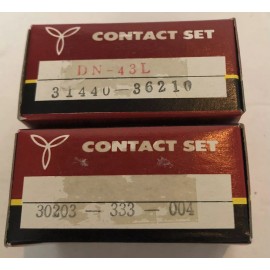 CONTACT SET
DN-43L
31440-36210
CONTACT SET
30203-333-004